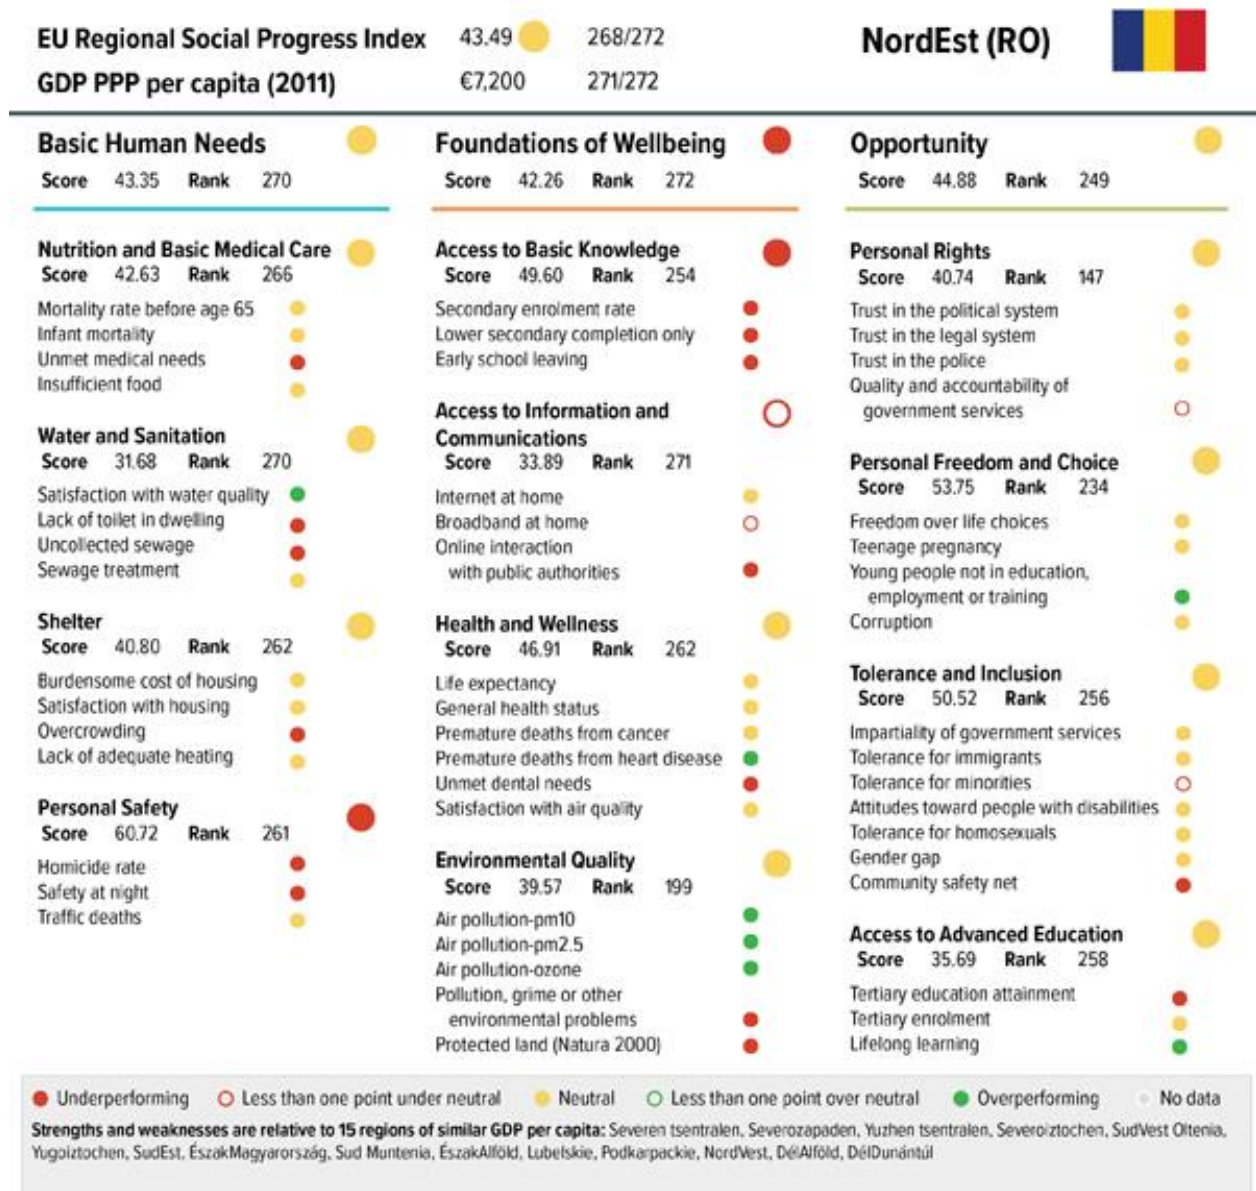 EU Regional Social Progress Index 43.49 268/272
GDP PPP per capita (2011) €7,200 271/272
NordEst (RO)
Basic Human Needs
Score 43.35 Rank 270
Nutrition and Basic Medical Care
Score 42.63 Rank 266
Mortality rate before age 65
Infant mortality
Unmet medical needs
Insufficient food
Water and Sanitation
Score 31.68 Rank 270
Satisfaction with water quality
Lack of toilet in dwelling
Uncollected sewage
Sewage treatment
Shelter
Score 40.80 Rank 262
Burdensome cost of housing
Satisfaction with housing
Overcrowding
Lack of adequate heating
Personal Safety
Score 60.72 Rank 261
Homicide rate
Safety at night
Traffic deaths
Foundations of Wellbeing
Score 42.26 Rank 272
Access to Basic Knowledge
Score 49.60 Rank 254
Secondary enrolment rate
Lower secondary completion only
Early school leaving
Access to Information and
Communications
Score 33.89 Rank 271
Internet at home
Broadband at home
Online interaction
with public authorities
Health and Wellness
Score 46.91 Rank 262
Life expectancy
General health status
Premature deaths from cancer
Premature deaths from heart disease
Unmet dental needs
Satisfaction with air quality
Environmental Quality
Score 39.57 Rank 199
Air pollution-pm10
Air pollution-pm2.5
Air pollution-ozone
Pollution, grime or other
environmental problems
Protected land (Natura 2000)
Opportunity
Score 44.88 Rank 249
Personal Rights
Score 40.74 Rank 147
Trust in the political system
Trust in the legal system
Trust in the police
Quality and accountability of
government services
Personal Freedom and Choice
Score 53.75 Rank 234
Freedom over life choices
Teenage pregnancy
Young people not in education,
employment or training
Corruption
Tolerance and Inclusion
Score 50.52 Rank 256
Impartiality of government services
Tolerance for immigrants
Tolerance for minorities
Attitudes toward people with disabilities
Tolerance for homosexuals
Gender gap
Community safety net
Access to Advanced Education
Score 35.69 Rank 258
Tertiary education attainment
Tertiary enrolment
Lifelong learning
Underperforming Less than one point under neutral Neutral Less than one point over neutral Overperforming No data
Strengths and weaknesses are relative to 15 regions of similar GDP per capita: Severen tsentralen, Severozapaden, Yuzhen tsentralen, Severoiztochen, SudVest Oltenia,
Yugoiztochen, SudEst, ÉszakMagyarország, Sud Muntenia, ÉszakAlföld, Lubelskie, Podkarpackie, NordVest, DélAlföld, DélDunántúl